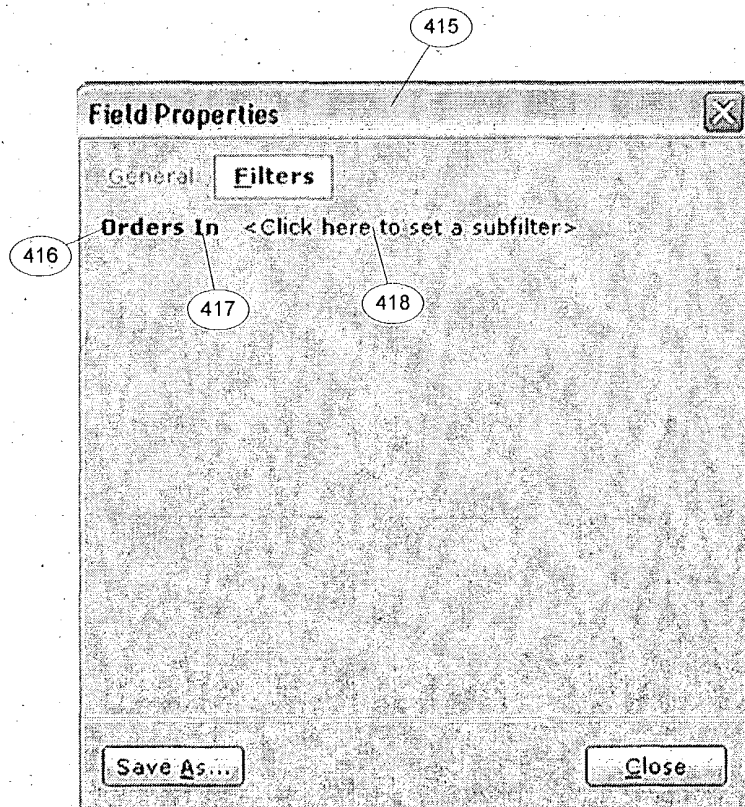 415
Field Properties
General Filters
Orders In <Click here to set a subfilter>
416
417
418
Save As... Close